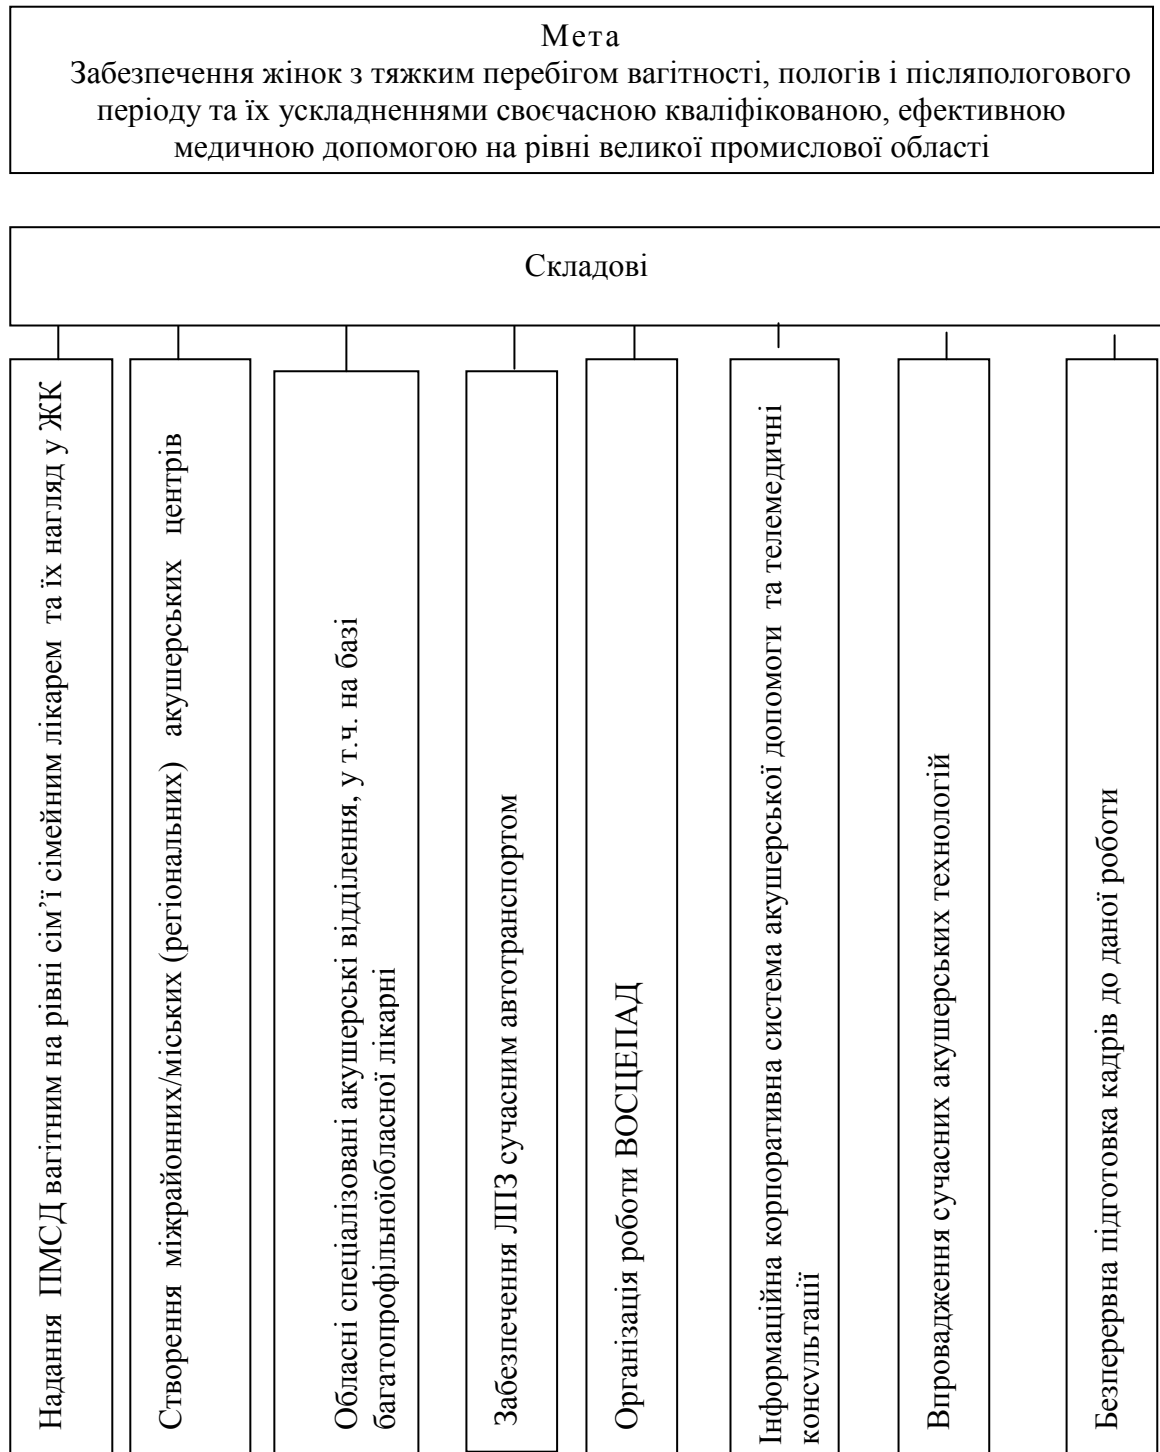 Мета
Забезпечення жінок з тяжким перебігом вагітності, пологів і післяпологового
періоду та їх ускладненнями своєчасною кваліфікованою, ефективною
медичною допомогою на рівні великої промислової області
Складові
Надання ПМСД вагітним на рівні сім’ї сімейним лікарем та їх нагляд у ЖК
Створення міжрайонних/міських (регіональних) акушерських центрів
Обласні спеціалізовані акушерські відділення, у т.ч. на базі
багатопрофільноїобласної лікарні
Забезпечення ЛПЗ сучасним автотранспортом
Організація роботи ВОСЦЕПАД
Інформаційна корпоративна система акушерської допомоги та телемедичні
консультації
Впровадження сучасних акушерських технологій
Безперервна підготовка кадрів до даної роботи